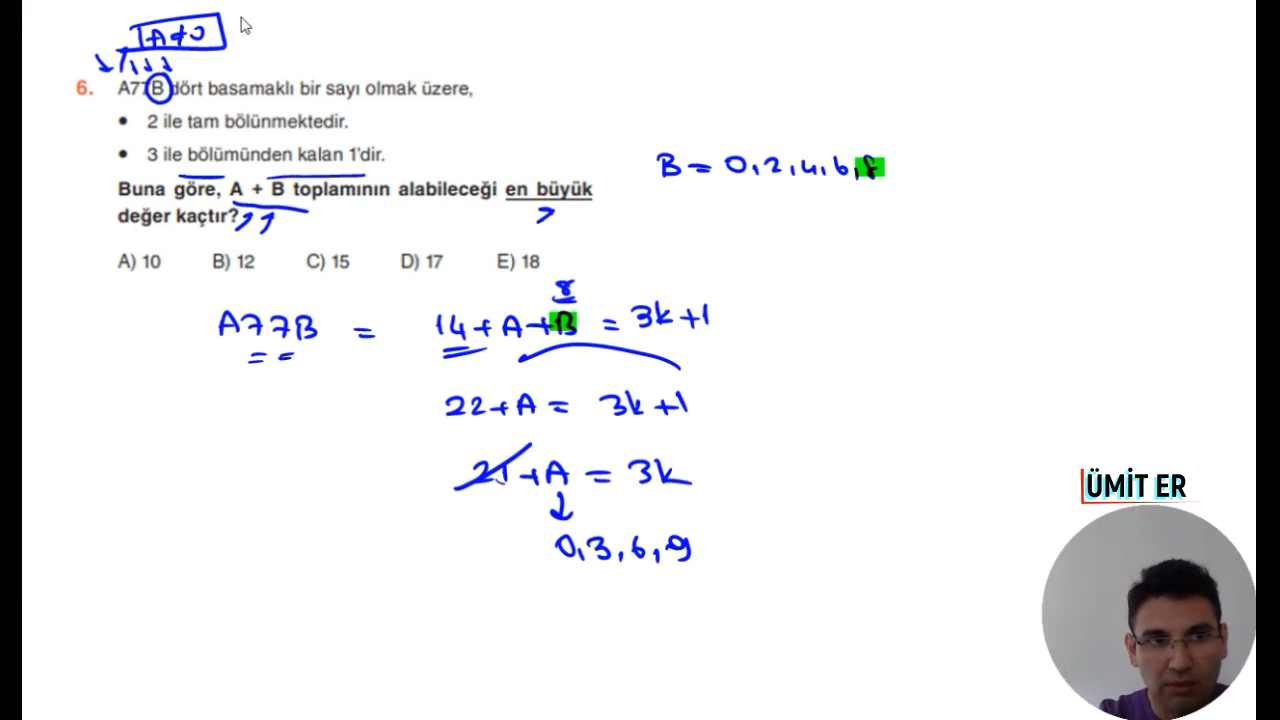 A≠0
6. A77B dört basamaklı bir sayı olmak üzere,
• 2 ile tam bölünmektedir.
• 3 ile bölümünden kalan 1'dir.
B = 0, 2, 4, 6, 8
Buna göre, A + B toplamının alabileceği en büyük
değer kaçtır?
A) 10 B) 12 C) 15 D) 17 E) 18
8
A77B = 14 + A + B = 3k + 1
22 + A = 3k + 1
21 + A = 3k
ÜMİT ER
0, 3, 6, 9